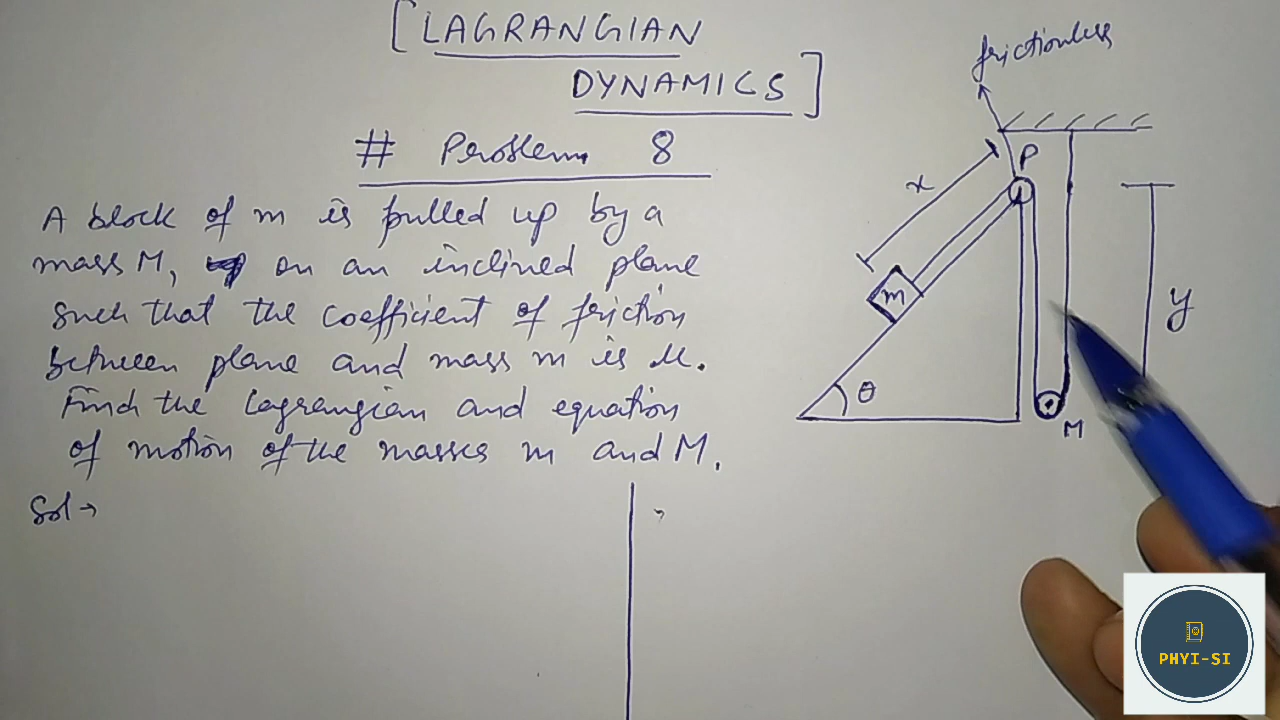 [LAGRANGIAN
DYNAMICS]
# Problem 8
A block of m is pulled up by a
mass M, on an inclined plane
such that the coefficient of friction
between plane and mass m is μ.
Find the Lagrangian and equation
of motion of the masses m and M.
Sol →
frictionless
P
x
m
θ
y
M
PHYI-SI